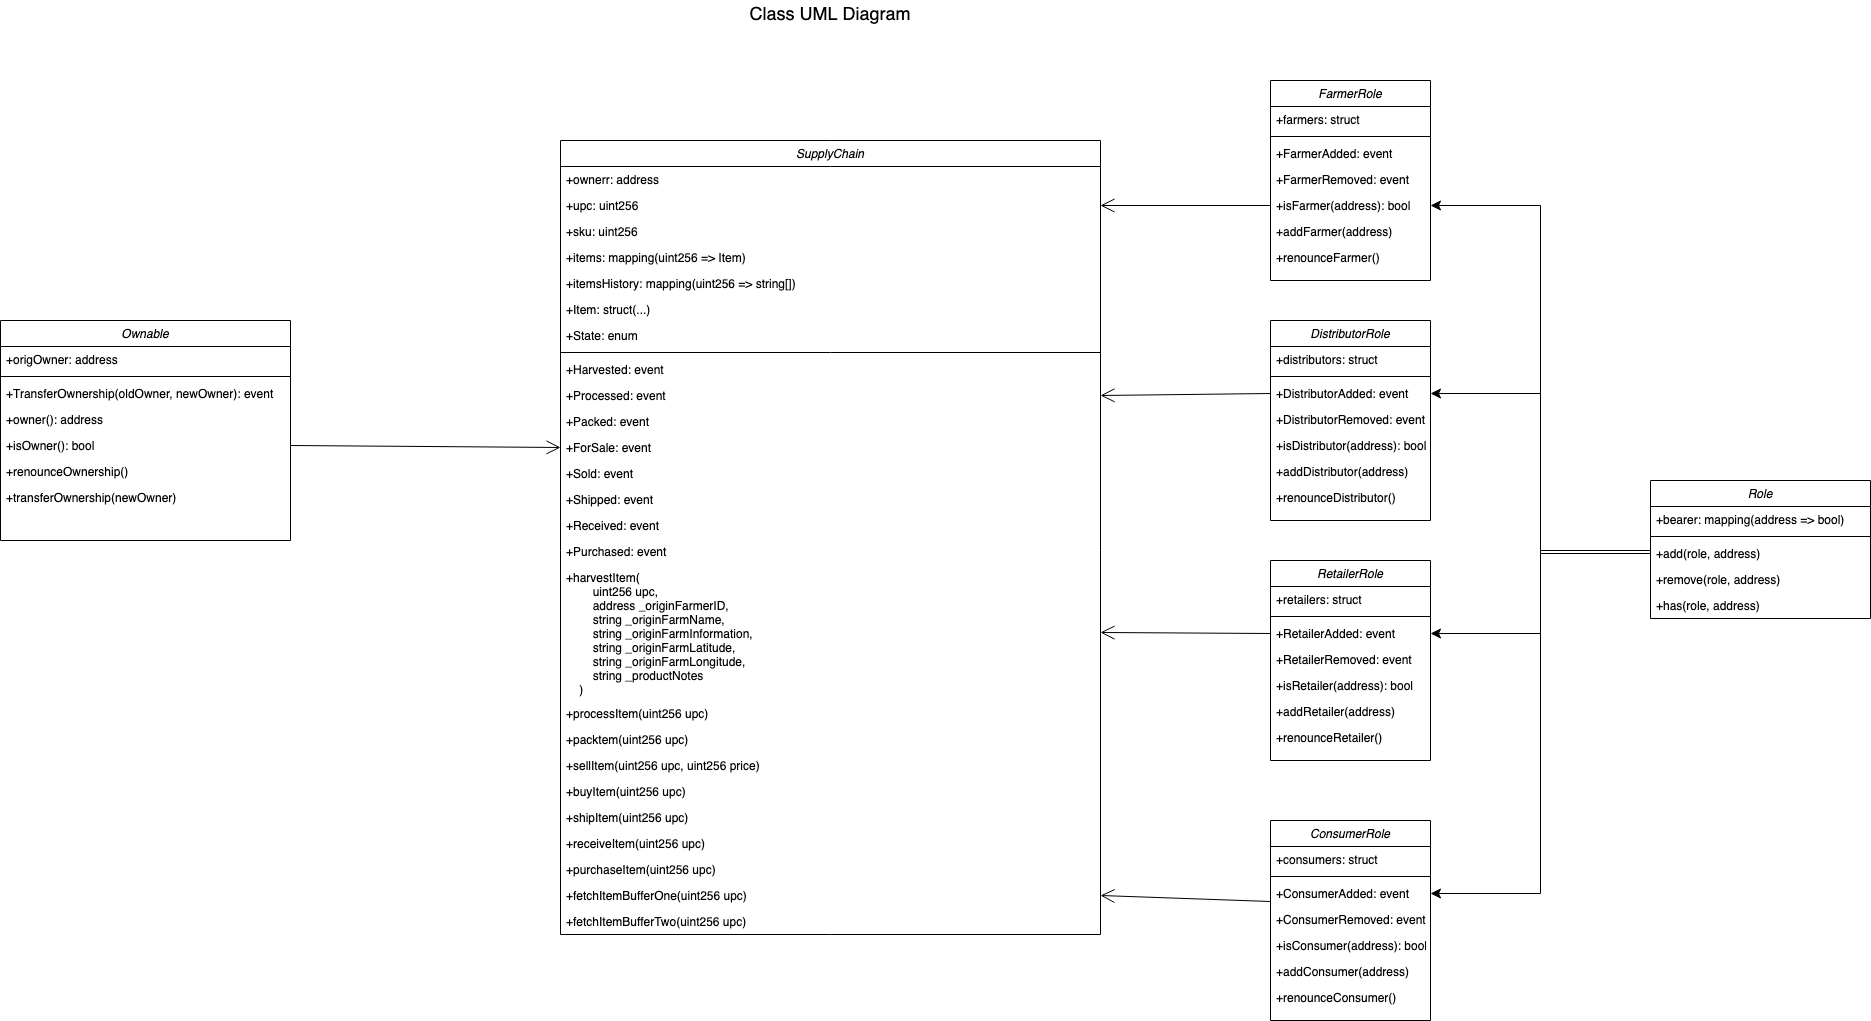 Class UML Diagram
Ownable
+origOwner: address
+TransferOwnership(oldOwner, newOwner): event
+owner(): address
+isOwner(): bool
+renounceOwnership()
+transferOwnership(newOwner)
SupplyChain
+ownerr: address
+upc: uint256
+sku: uint256
+items: mapping(uint256 => Item)
+itemsHistory: mapping(uint256 => string[])
+Item: struct(...)
+State: enum
+Harvested: event
+Processed: event
+Packed: event
+ForSale: event
+Sold: event
+Shipped: event
+Received: event
+Purchased: event
+harvestItem(
uint256 upc,
address _originFarmerID,
string _originFarmName,
string _originFarmInformation,
string _originFarmLatitude,
string _originFarmLongitude,
string _productNotes
)
+processItem(uint256 upc)
+packtem(uint256 upc)
+sellItem(uint256 upc, uint256 price)
+buyItem(uint256 upc)
+shipItem(uint256 upc)
+receiveItem(uint256 upc)
+purchaseItem(uint256 upc)
+fetchItemBufferOne(uint256 upc)
+fetchItemBufferTwo(uint256 upc)
FarmerRole
+farmers: struct
+FarmerAdded: event
+FarmerRemoved: event
+isFarmer(address): bool
+addFarmer(address)
+renounceFarmer()
DistributorRole
+distributors: struct
+DistributorAdded: event
+DistributorRemoved: event
+isDistributor(address): bool
+addDistributor(address)
+renounceDistributor()
RetailerRole
+retailers: struct
+RetailerAdded: event
+RetailerRemoved: event
+isRetailer(address): bool
+addRetailer(address)
+renounceRetailer()
ConsumerRole
+consumers: struct
+ConsumerAdded: event
+ConsumerRemoved: event
+isConsumer(address): bool
+addConsumer(address)
+renounceConsumer()
Role
+bearer: mapping(address => bool)
+add(role, address)
+remove(role, address)
+has(role, address)